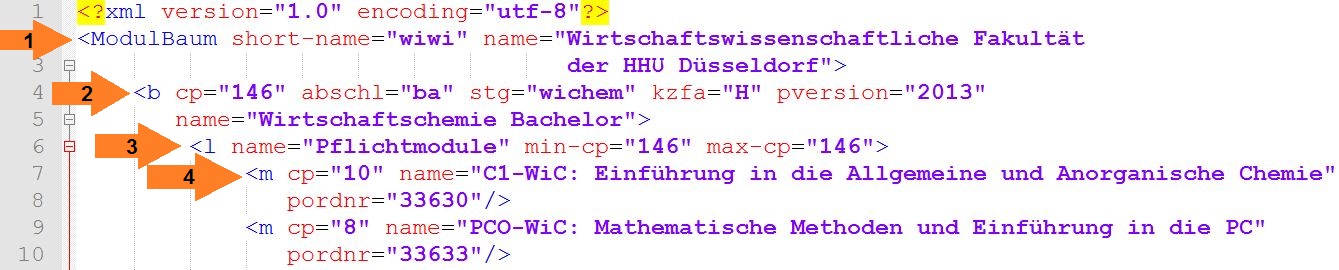 1 <?xml version="1.0" encoding="utf-8"?>
1 <ModulBaum short-name="wiwi" name="Wirtschaftswissenschaftliche Fakultät
3 der HHU Düsseldorf">
4 2 <b cp="146" abschl="ba" stg="wichem" kzfa="H" pversion="2013"
5 name="Wirtschaftschemie Bachelor">
6 3 <l name="Pflichtmodule" min-cp="146" max-cp="146">
7 4 <m cp="10" name="C1-WiC: Einführung in die Allgemeine und Anorganische Chemie"
8 pordnr="33630"/>
9 <m cp="8" name="PCO-WiC: Mathematische Methoden und Einführung in die PC"
10 pordnr="33633"/>